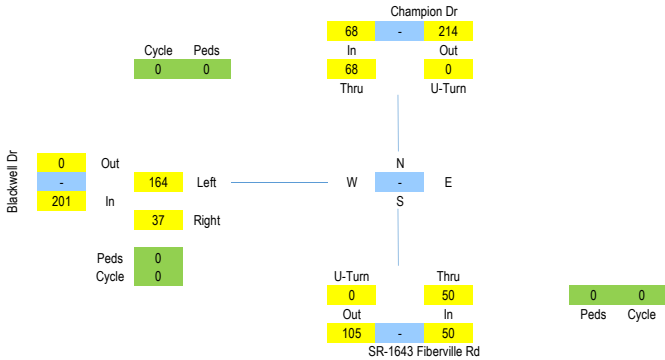 Champion Dr
68 - 214
Cycle Peds In Out
0 0 68 0
Thru U-Turn
Blackwell Dr
0 Out N
- 164 Left W - E
201 In S
37 Right
Peds 0
Cycle 0 U-Turn Thru
0 50 0 0
Out In Peds Cycle
105 - 50
SR-1643 Fiberville Rd